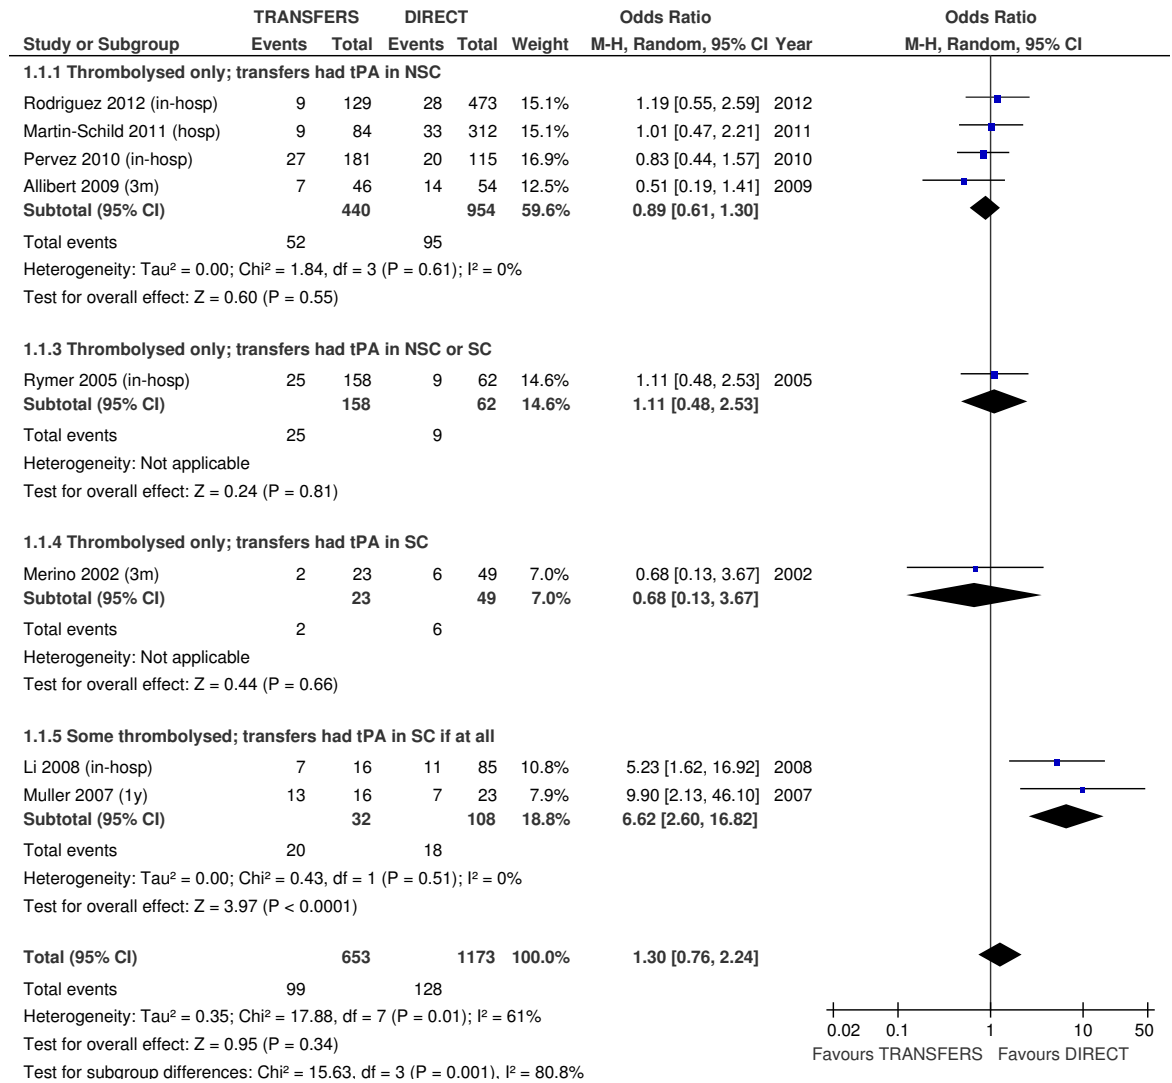 TRANSFERS DIRECT Odds Ratio Odds Ratio
Study or Subgroup Events Total Events Total Weight M-H, Random, 95% CI Year M-H, Random, 95% CI
1.1.1 Thrombolysed only; transfers had tPA in NSC
Rodriguez 2012 (in-hosp) 9 129 28 473 15.1% 1.19 [0.55, 2.59] 2012
Martin-Schild 2011 (hosp) 9 84 33 312 15.1% 1.01 [0.47, 2.21] 2011
Pervez 2010 (in-hosp) 27 181 20 115 16.9% 0.83 [0.44, 1.57] 2010
Allibert 2009 (3m) 7 46 14 54 12.5% 0.51 [0.19, 1.41] 2009
Subtotal (95% CI) 440 954 59.6% 0.89 [0.61, 1.30]
Total events 52 95
Heterogeneity: Tau² = 0.00; Chi² = 1.84, df = 3 (P = 0.61); I² = 0%
Test for overall effect: Z = 0.60 (P = 0.55)
1.1.3 Thrombolysed only; transfers had tPA in NSC or SC
Rymer 2005 (in-hosp) 25 158 9 62 14.6% 1.11 [0.48, 2.53] 2005
Subtotal (95% CI) 158 62 14.6% 1.11 [0.48, 2.53]
Total events 25 9
Heterogeneity: Not applicable
Test for overall effect: Z = 0.24 (P = 0.81)
1.1.4 Thrombolysed only; transfers had tPA in SC
Merino 2002 (3m) 2 23 6 49 7.0% 0.68 [0.13, 3.67] 2002
Subtotal (95% CI) 23 49 7.0% 0.68 [0.13, 3.67]
Total events 2 6
Heterogeneity: Not applicable
Test for overall effect: Z = 0.44 (P = 0.66)
1.1.5 Some thrombolysed; transfers had tPA in SC if at all
Li 2008 (in-hosp) 7 16 11 85 10.8% 5.23 [1.62, 16.92] 2008
Muller 2007 (1y) 13 16 7 23 7.9% 9.90 [2.13, 46.10] 2007
Subtotal (95% CI) 32 108 18.8% 6.62 [2.60, 16.82]
Total events 20 18
Heterogeneity: Tau² = 0.00; Chi² = 0.43, df = 1 (P = 0.51); I² = 0%
Test for overall effect: Z = 3.97 (P < 0.0001)
Total (95% CI) 653 1173 100.0% 1.30 [0.76, 2.24]
Total events 99 128
Heterogeneity: Tau² = 0.35; Chi² = 17.88, df = 7 (P = 0.01); I² = 61%
Test for overall effect: Z = 0.95 (P = 0.34)
Test for subgroup differences: Chi² = 15.63, df = 3 (P = 0.001), I² = 80.8%
0.02 0.1 1 10 50
Favours TRANSFERS Favours DIRECT